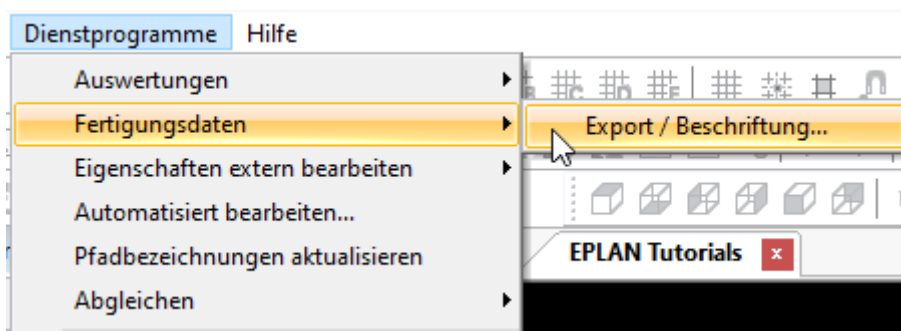 Dienstprogramme Hilfe
Auswertungen
Fertigungsdaten
Export / Beschriftung...
Eigenschaften extern bearbeiten
Automatisiert bearbeiten...
Pfadbezeichnungen aktualisieren
EPLAN Tutorials x
Abgleichen